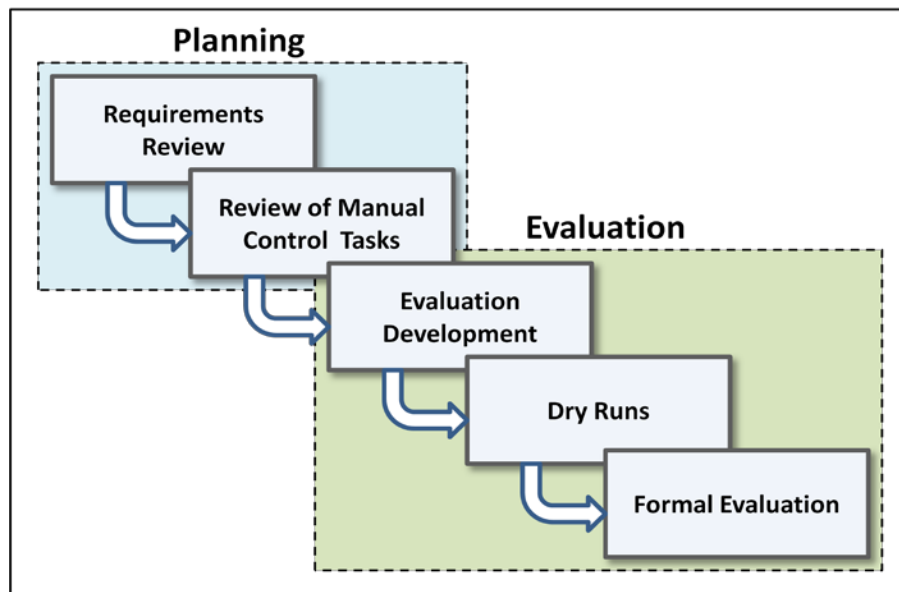 Planning
Requirements
Review
Review of Manual
Control Tasks
Evaluation
Evaluation
Development
Dry Runs
Formal Evaluation